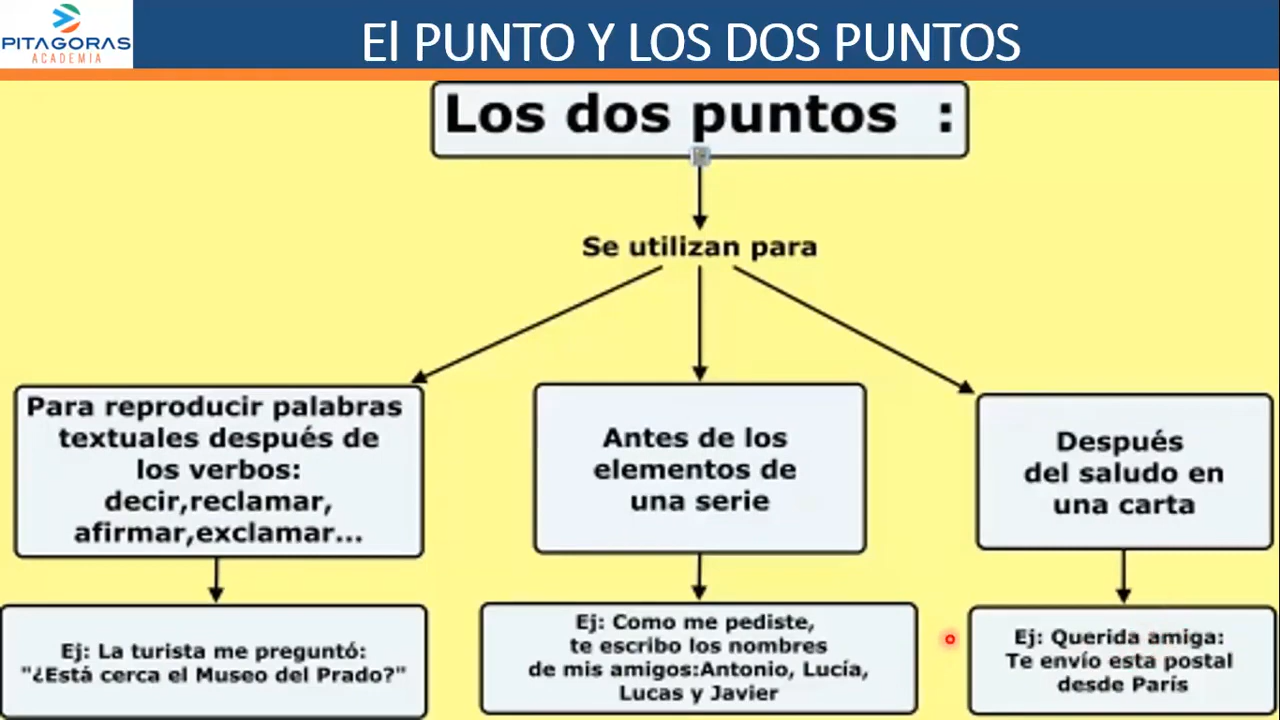 PITAGORAS
ACADEMIA
El PUNTO Y LOS DOS PUNTOS
Los dos puntos :
Se utilizan para
Para reproducir palabras
textuales después de
los verbos:
decir,reclamar,
afirmar,exclamar...
Antes de los
elementos de
una serie
Después
del saludo en
una carta
Ej: La turista me preguntó:
"¿Está cerca el Museo del Prado?"
Ej: Como me pediste,
te escribo los nombres
de mis amigos:Antonio, Lucía,
Lucas y Javier
Ej: Querida amiga:
Te envío esta postal
desde París